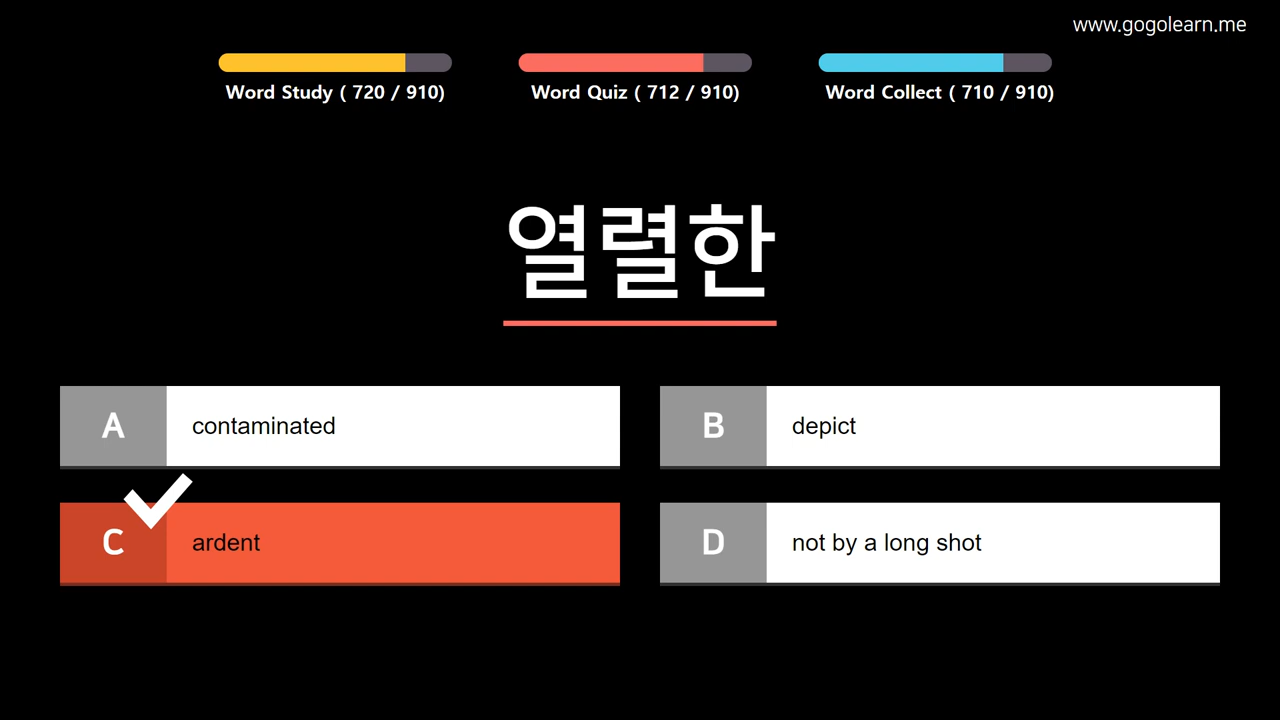 www.gogolearn.me
Word Study ( 720 / 910)
Word Quiz ( 712 / 910)
Word Collect ( 710 / 910)
열렬한
A contaminated
B depict
C ardent
D not by a long shot